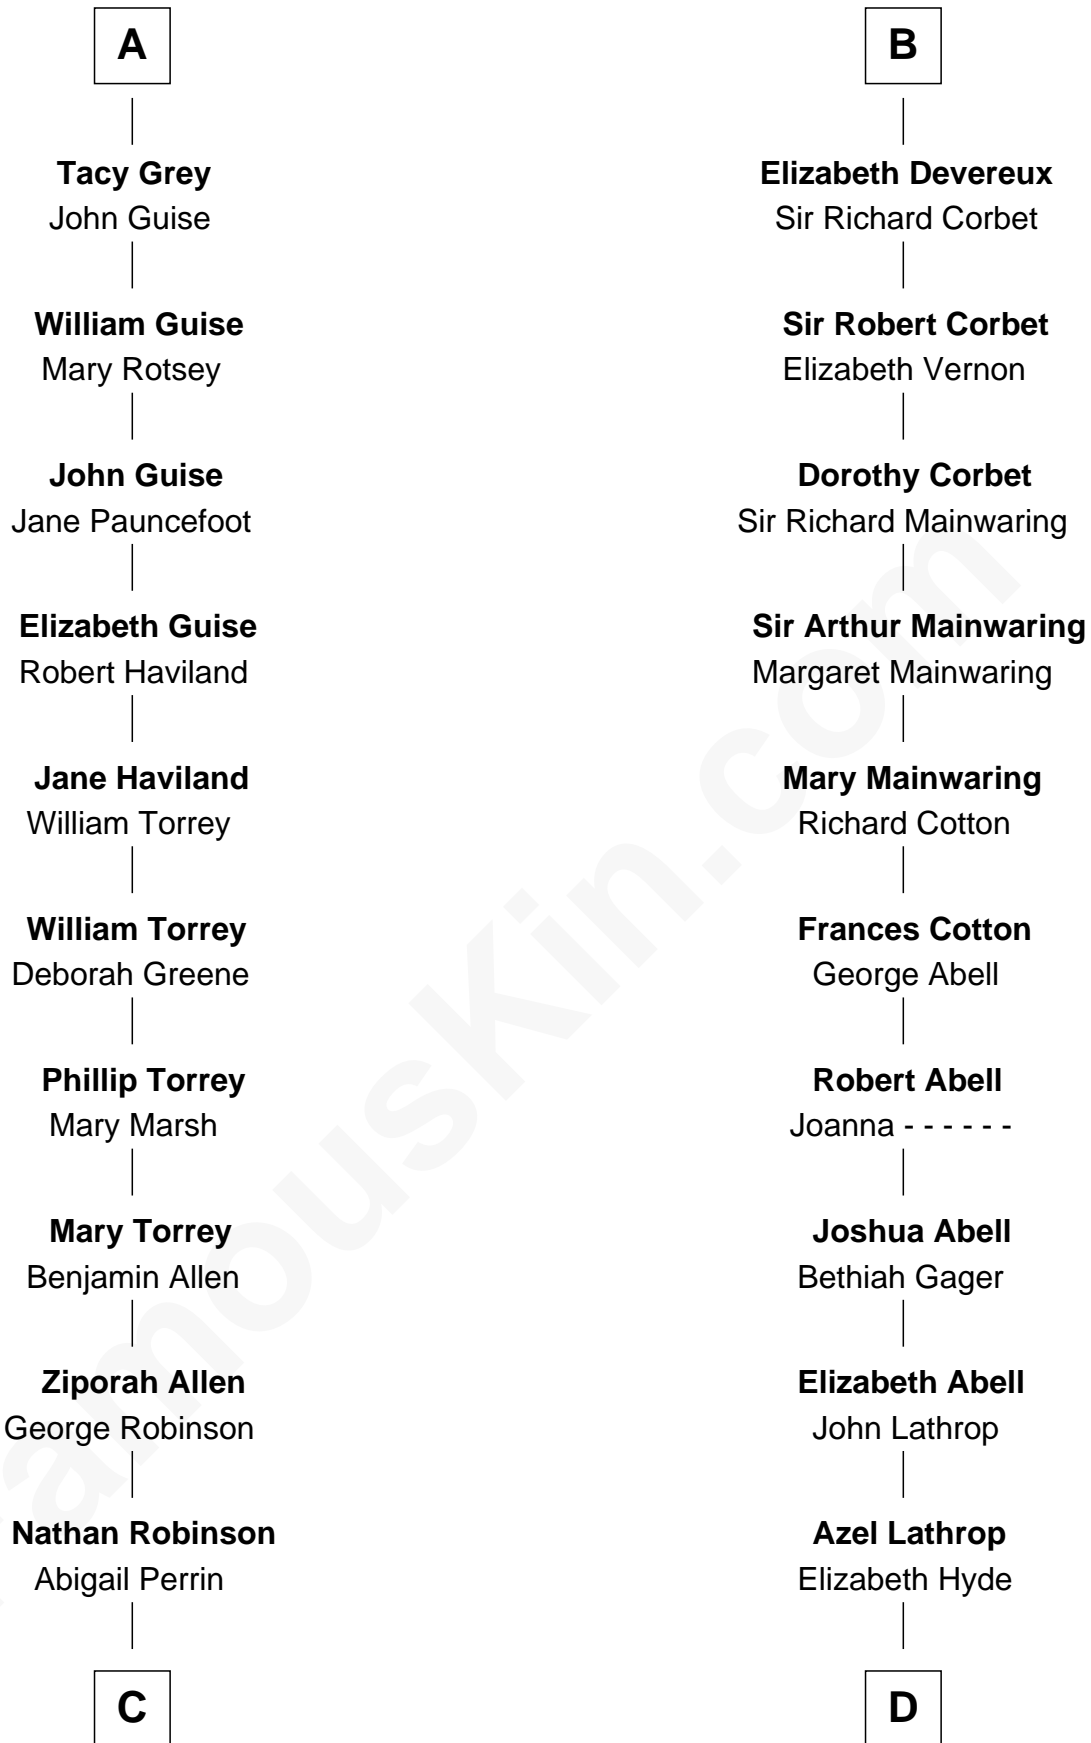 A
Tacy Grey
John Guise
William Guise
Mary Rotsey
John Guise
Jane Pauncefoot
Elizabeth Guise
Robert Haviland
Jane Haviland
William Torrey
William Torrey
Deborah Greene
Phillip Torrey
Mary Marsh
Mary Torrey
Benjamin Allen
Ziporah Allen
George Robinson
Nathan Robinson
Abigail Perrin
C
B
Elizabeth Devereux
Sir Richard Corbet
Sir Robert Corbet
Elizabeth Vernon
Dorothy Corbet
Sir Richard Mainwaring
Sir Arthur Mainwaring
Margaret Mainwaring
Mary Mainwaring
Richard Cotton
Frances Cotton
George Abell
Robert Abell
Joanna - - - - - -
Joshua Abell
Bethiah Gager
Elizabeth Abell
John Lathrop
Azel Lathrop
Elizabeth Hyde
D
FamousKin.com